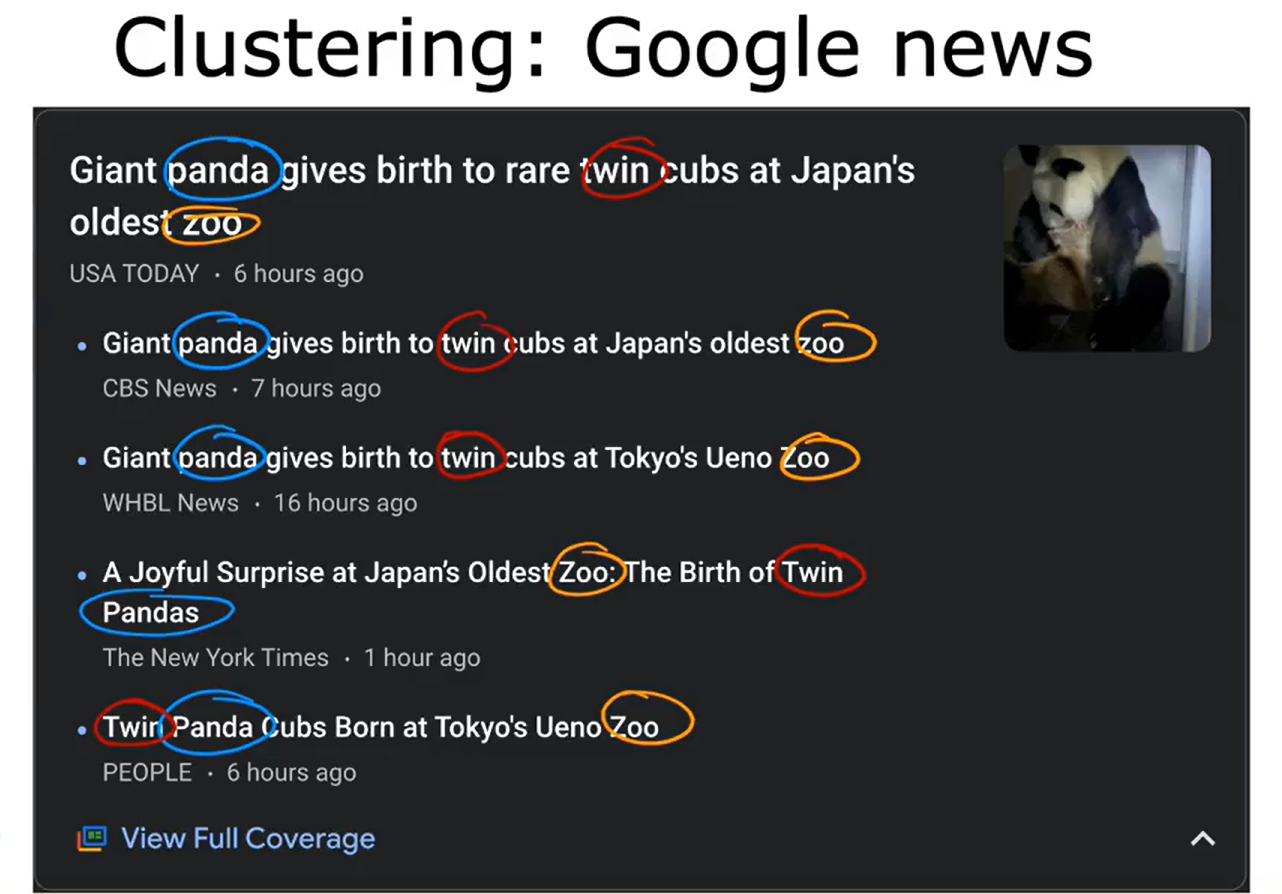 Clustering: Google news
Giant panda gives birth to rare twin cubs at Japan's
oldest zoo
USA TODAY · 6 hours ago
• Giant panda gives birth to twin cubs at Japan's oldest zoo
CBS News · 7 hours ago
• Giant panda gives birth to twin cubs at Tokyo's Ueno Zoo
WHBL News · 16 hours ago
• A Joyful Surprise at Japan’s Oldest Zoo: The Birth of Twin
Pandas
The New York Times · 1 hour ago
• Twin Panda Cubs Born at Tokyo's Ueno Zoo
PEOPLE · 6 hours ago
View Full Coverage